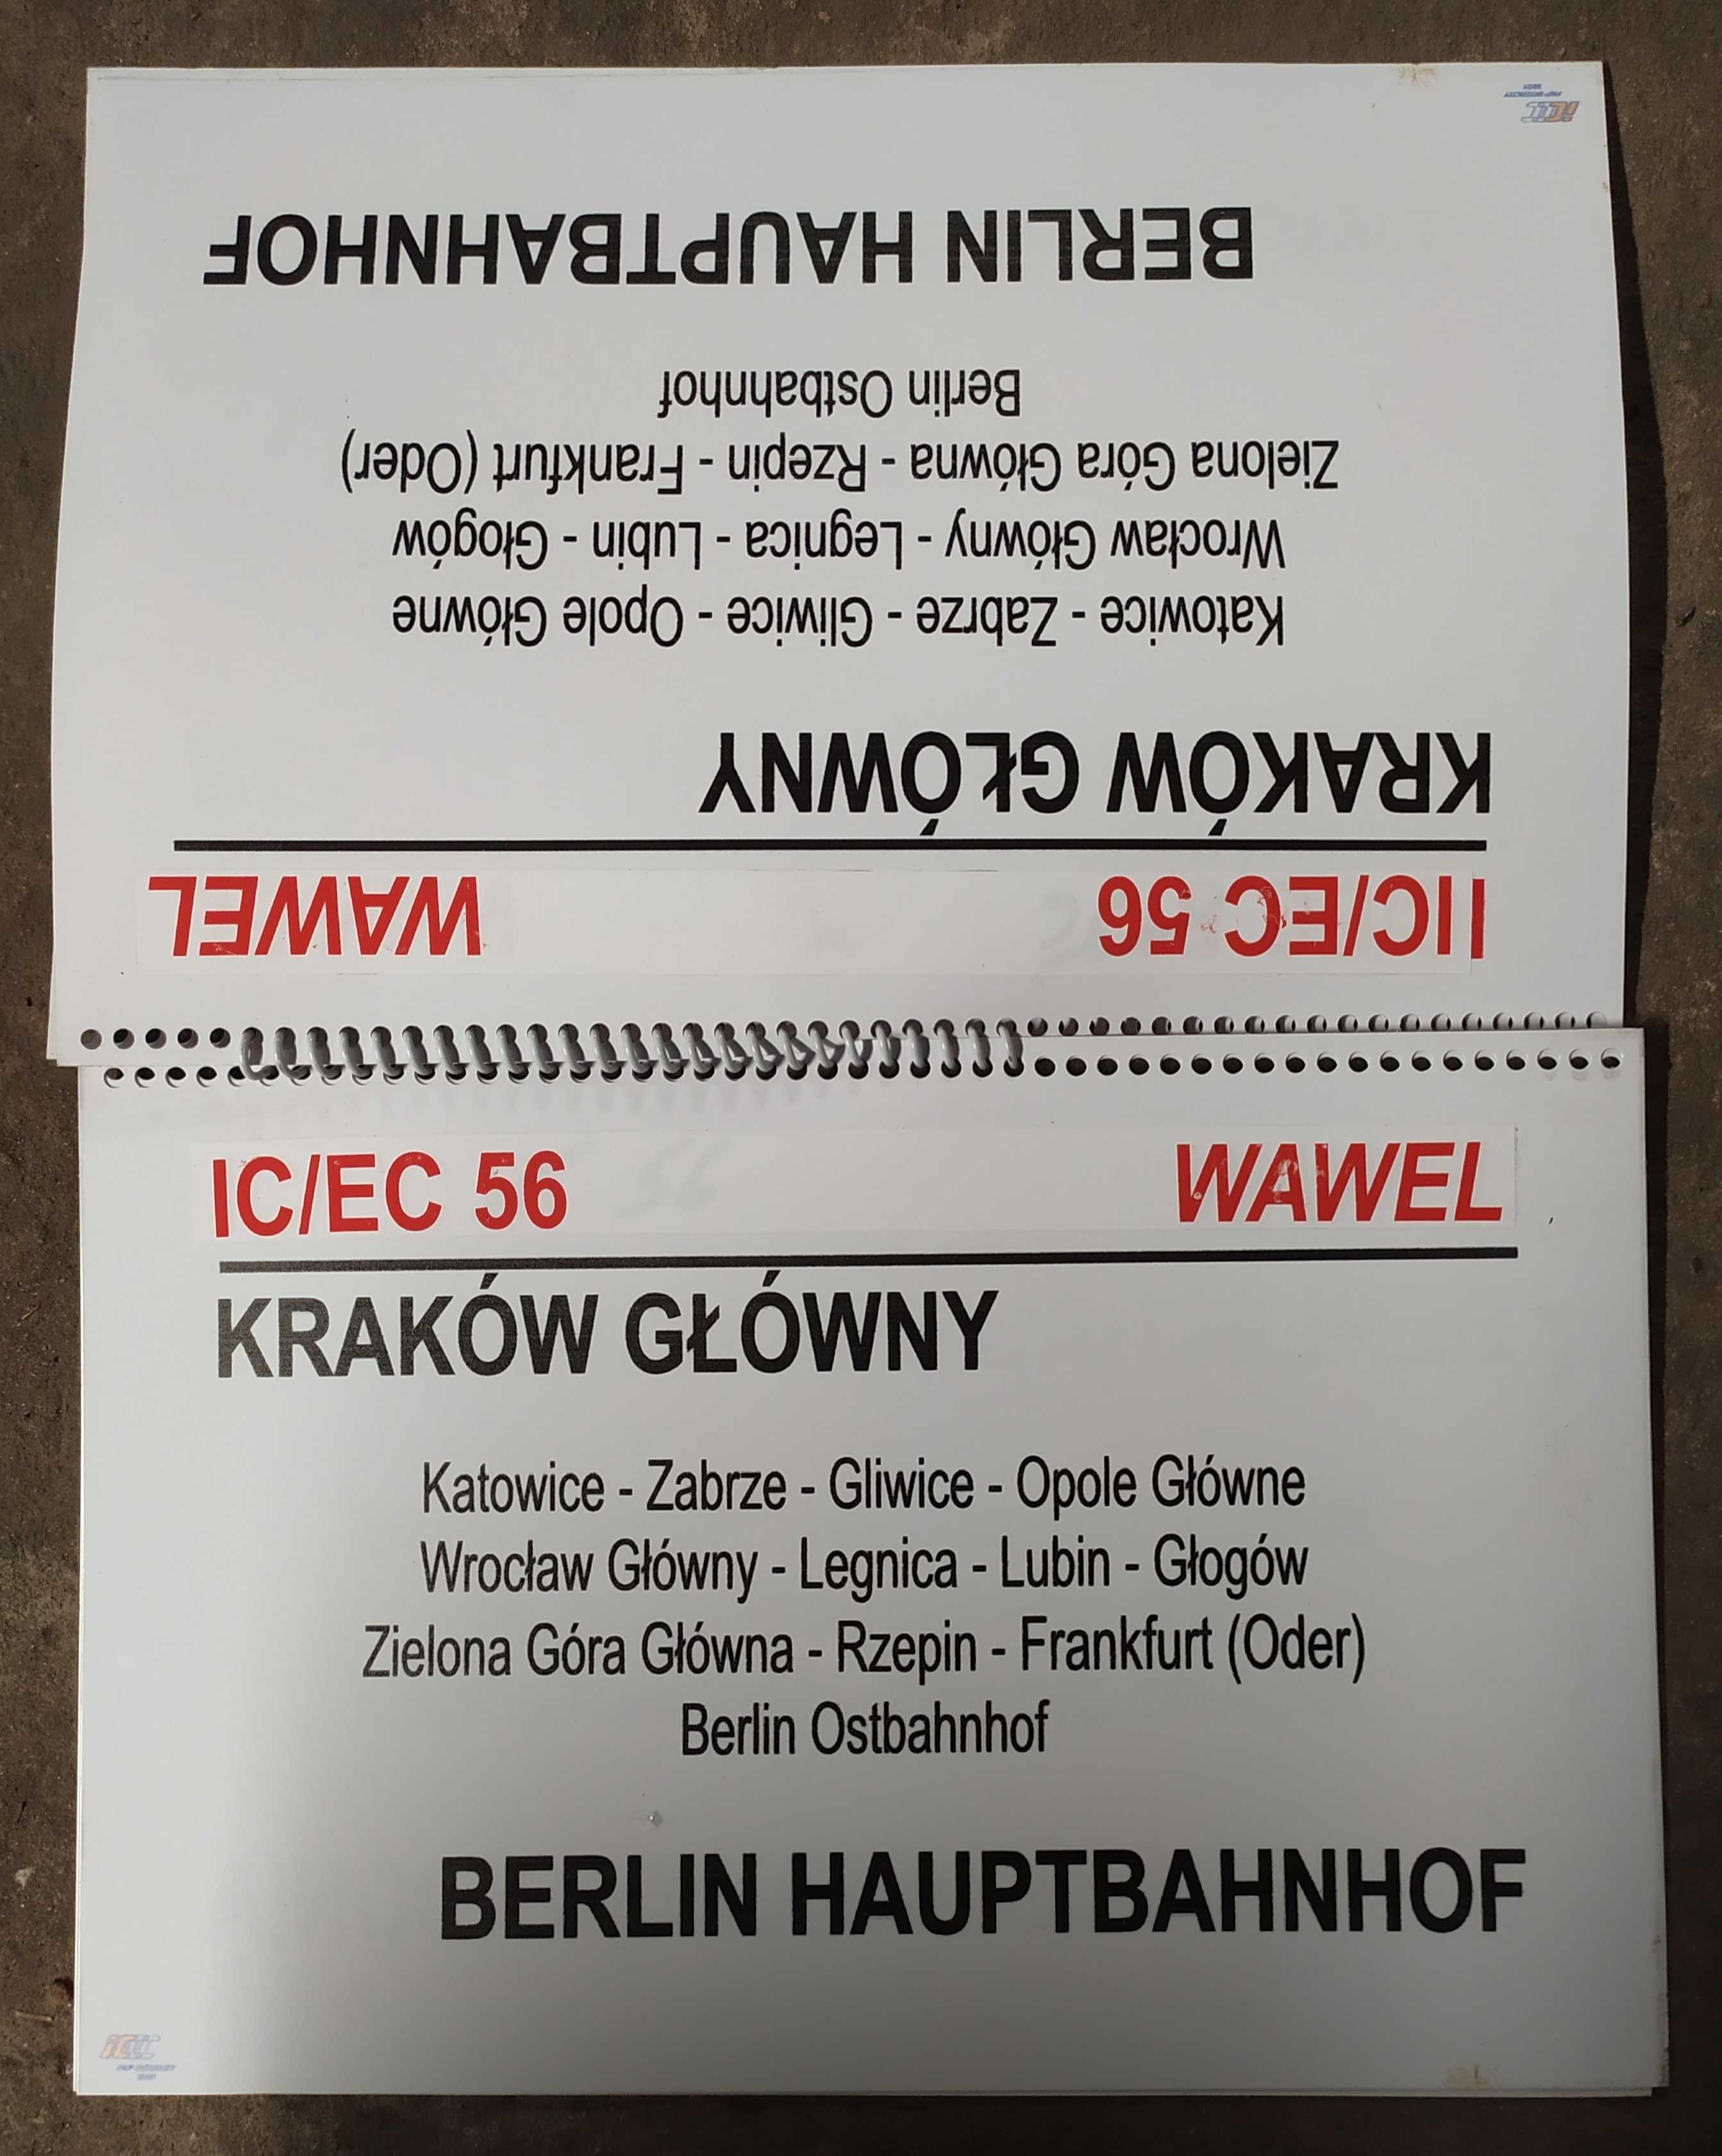 IIC/EC 56 WAWEL
KRAKÓW GŁÓWNY
Katowice - Zabrze - Gliwice - Opole Główne
Wrocław Główny - Legnica - Lubin - Głogów
Zielona Góra Główna - Rzepin - Frankfurt (Oder)
Berlin Ostbahnhof
BERLIN HAUPTBAHNHOF
IC/EC 56 WAWEL
KRAKÓW GŁÓWNY
Katowice - Zabrze - Gliwice - Opole Główne
Wrocław Główny - Legnica - Lubin - Głogów
Zielona Góra Główna - Rzepin - Frankfurt (Oder)
Berlin Ostbahnhof
BERLIN HAUPTBAHNHOF